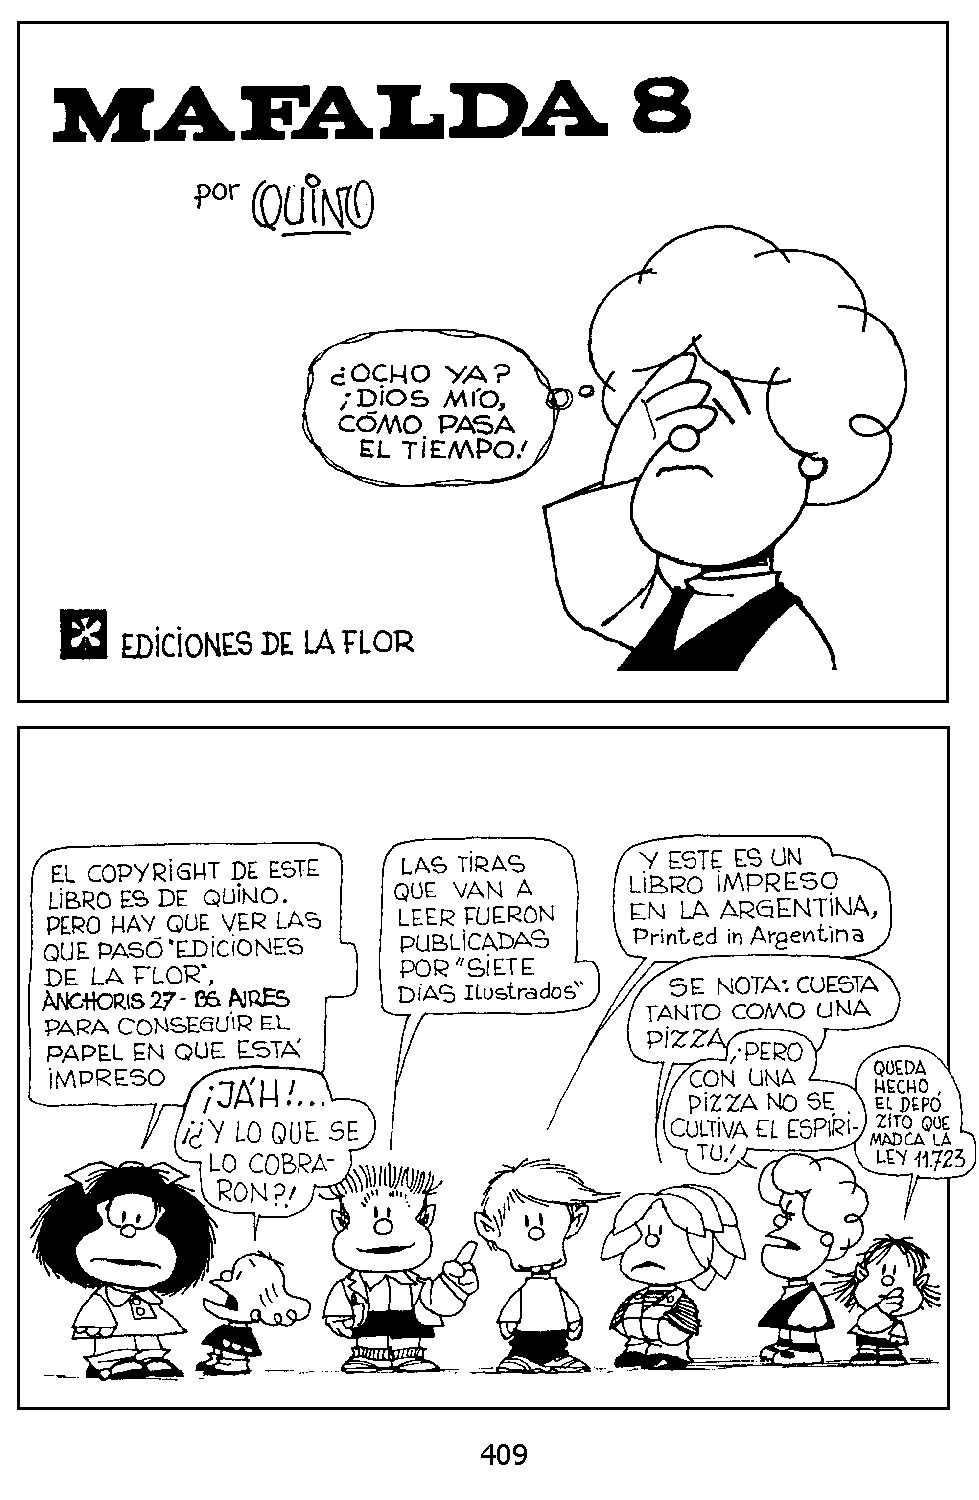 MAFALDA 8
por QUINO
¿OCHO YA?
¡DIOS MÍO,
CÓMO PASA
EL TIEMPO!
EDICIONES DE LA FLOR
EL COPYRIGHT DE ESTE
LIBRO ES DE QUINO.
PERO HAY QUE VER LAS
QUE PASÓ "EDICIONES
DE LA FLOR",
ANCHORIS 27 - BS. AIRES
PARA CONSEGUIR EL
PAPEL EN QUE ESTÁ
IMPRESO
¡JÁH!...
¡¿Y LO QUE SE
LO COBRA-
RON?!
LAS TIRAS
QUE VAN A
LEER FUERON
PUBLICADAS
POR "SIETE
DÍAS Ilustrados"
Y ESTE ES UN
LIBRO IMPRESO
EN LA ARGENTINA,
Printed in Argentina
SE NOTA: CUESTA
TANTO COMO UNA
PIZZA
¡PERO
CON UNA
PIZZA NO SE
CULTIVA EL ESPÍRI-
TU!
QUEDA
HECHO
EL DEPÓ
ZITO QUE
MADCA LA
LEY 11.723
409